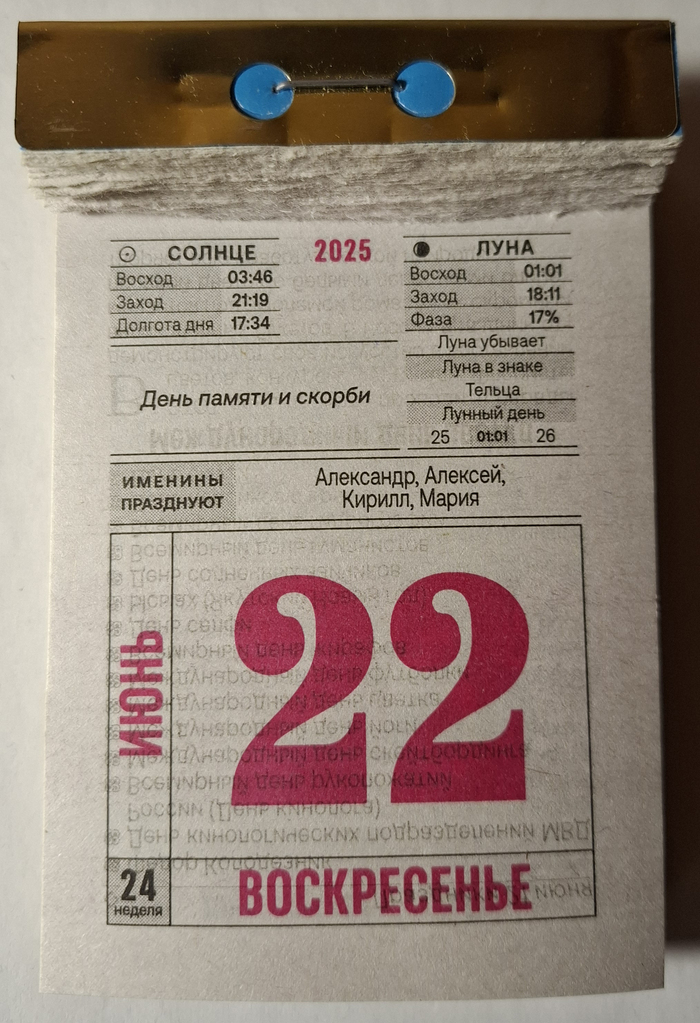 СОЛНЦЕ
Восход 03:46
Заход 21:19
Долгота дня 17:34
2025
ЛУНА
Восход 01:01
Заход 18:11
Фаза 17%
Луна убывает
Луна в знаке
Тельца
Лунный день
25 01:01 26
День памяти и скорби
ИМЕНИНЫ
ПРАЗДНУЮТ
Александр, Алексей,
Кирилл, Мария
ИЮНЬ
22
24
неделя
ВОСКРЕСЕНЬЕ